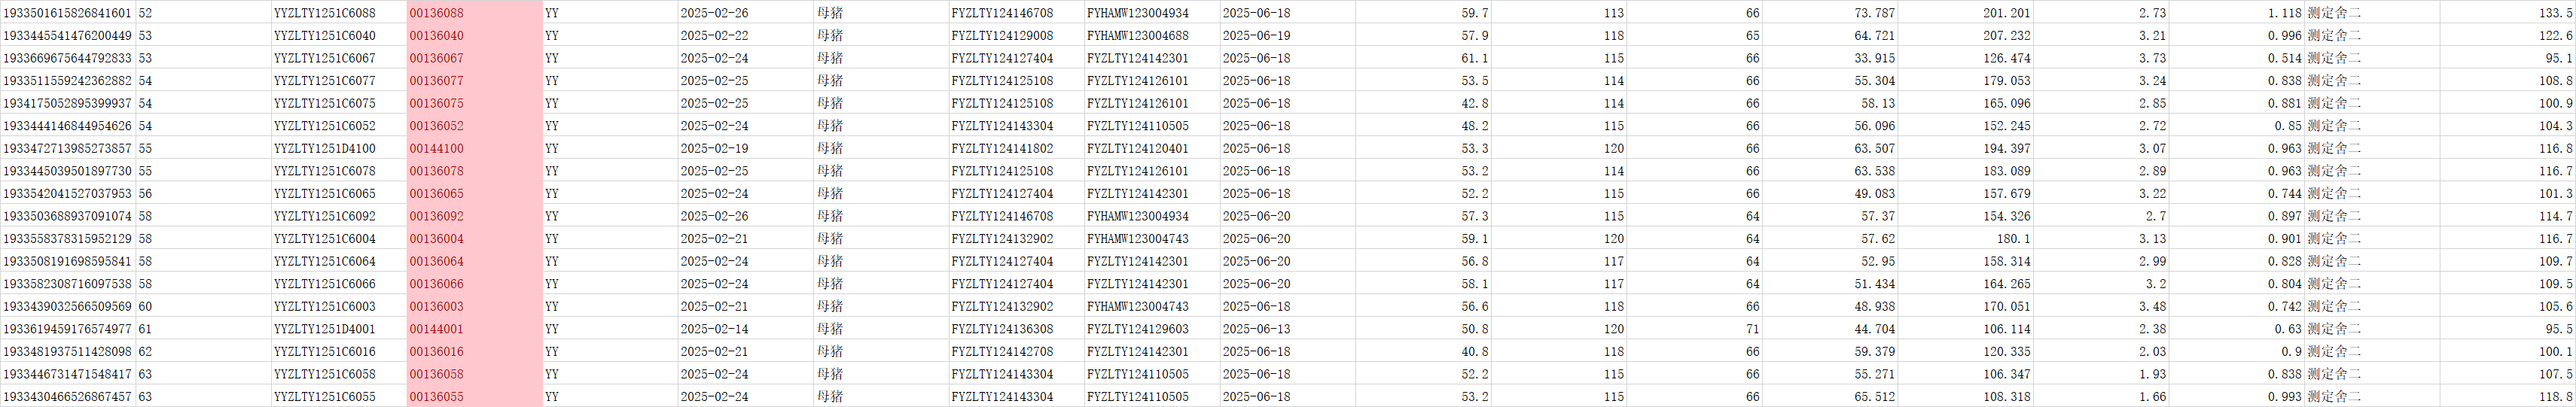 1933501615826841601 52 YYZLTY1251C6088 00136088 YY 2025-02-26 母猪 FYZLTY124146708 FYHAMW123004934 2025-06-18 59.7 113 66 73.787 201.201 2.73 1.118 测定舍二 133.5
1933445541476200449 53 YYZLTY1251C6040 00136040 YY 2025-02-22 母猪 FYZLTY124129008 FYHAMW123004688 2025-06-19 57.9 118 65 64.721 207.232 3.21 0.996 测定舍二 122.6
1933669675644792833 53 YYZLTY1251C6067 00136067 YY 2025-02-24 母猪 FYZLTY124127404 FYZLTY124142301 2025-06-18 61.1 115 66 33.915 126.474 3.73 0.514 测定舍二 95.1
1933511559242362882 54 YYZLTY1251C6077 00136077 YY 2025-02-25 母猪 FYZLTY124125108 FYZLTY124126101 2025-06-18 53.5 114 66 55.304 179.053 3.24 0.838 测定舍二 108.8
1934175052895399937 54 YYZLTY1251C6075 00136075 YY 2025-02-25 母猪 FYZLTY124125108 FYZLTY124126101 2025-06-18 42.8 114 66 58.13 165.096 2.85 0.881 测定舍二 100.9
1933444146844954626 54 YYZLTY1251C6052 00136052 YY 2025-02-24 母猪 FYZLTY124143304 FYZLTY124110505 2025-06-18 48.2 115 66 56.096 152.245 2.72 0.85 测定舍二 104.3
1933472713985273857 55 YYZLTY1251D4100 00144100 YY 2025-02-19 母猪 FYZLTY124141802 FYZLTY124120401 2025-06-18 53.3 120 66 63.507 194.397 3.07 0.963 测定舍二 116.8
1933445039501897730 55 YYZLTY1251C6078 00136078 YY 2025-02-25 母猪 FYZLTY124125108 FYZLTY124126101 2025-06-18 53.2 114 66 63.538 183.089 2.89 0.963 测定舍二 116.7
1933542041527037953 56 YYZLTY1251C6065 00136065 YY 2025-02-24 母猪 FYZLTY124127404 FYZLTY124142301 2025-06-18 52.2 115 66 49.083 157.679 3.22 0.744 测定舍二 101.3
1933503688937091074 58 YYZLTY1251C6092 00136092 YY 2025-02-26 母猪 FYZLTY124146708 FYHAMW123004934 2025-06-20 57.3 115 64 57.37 154.326 2.7 0.897 测定舍二 114.7
1933558378315952129 58 YYZLTY1251C6004 00136004 YY 2025-02-21 母猪 FYZLTY124132902 FYHAMW123004743 2025-06-20 59.1 120 64 57.62 180.1 3.13 0.901 测定舍二 116.7
1933508191698595841 58 YYZLTY1251C6064 00136064 YY 2025-02-24 母猪 FYZLTY124127404 FYZLTY124142301 2025-06-20 56.8 117 64 52.95 158.314 2.99 0.828 测定舍二 109.7
1933582308716097538 58 YYZLTY1251C6066 00136066 YY 2025-02-24 母猪 FYZLTY124127404 FYZLTY124142301 2025-06-20 58.1 117 64 51.434 164.265 3.2 0.804 测定舍二 109.5
1933439032566509569 60 YYZLTY1251C6003 00136003 YY 2025-02-21 母猪 FYZLTY124132902 FYHAMW123004743 2025-06-18 56.6 118 66 48.938 170.051 3.48 0.742 测定舍二 105.6
1933619459176574977 61 YYZLTY1251D4001 00144001 YY 2025-02-14 母猪 FYZLTY124136308 FYZLTY124129603 2025-06-13 50.8 120 71 44.704 106.114 2.38 0.63 测定舍二 95.5
1933481937511428098 62 YYZLTY1251C6016 00136016 YY 2025-02-21 母猪 FYZLTY124142708 FYZLTY124142301 2025-06-18 40.8 118 66 59.379 120.335 2.03 0.9 测定舍二 100.1
1933446731471548417 63 YYZLTY1251C6058 00136058 YY 2025-02-24 母猪 FYZLTY124143304 FYZLTY124110505 2025-06-18 52.2 115 66 55.271 106.347 1.93 0.838 测定舍二 107.5
1933430466526867457 63 YYZLTY1251C6055 00136055 YY 2025-02-24 母猪 FYZLTY124143304 FYZLTY124110505 2025-06-18 53.2 115 66 65.512 108.318 1.66 0.993 测定舍二 118.8